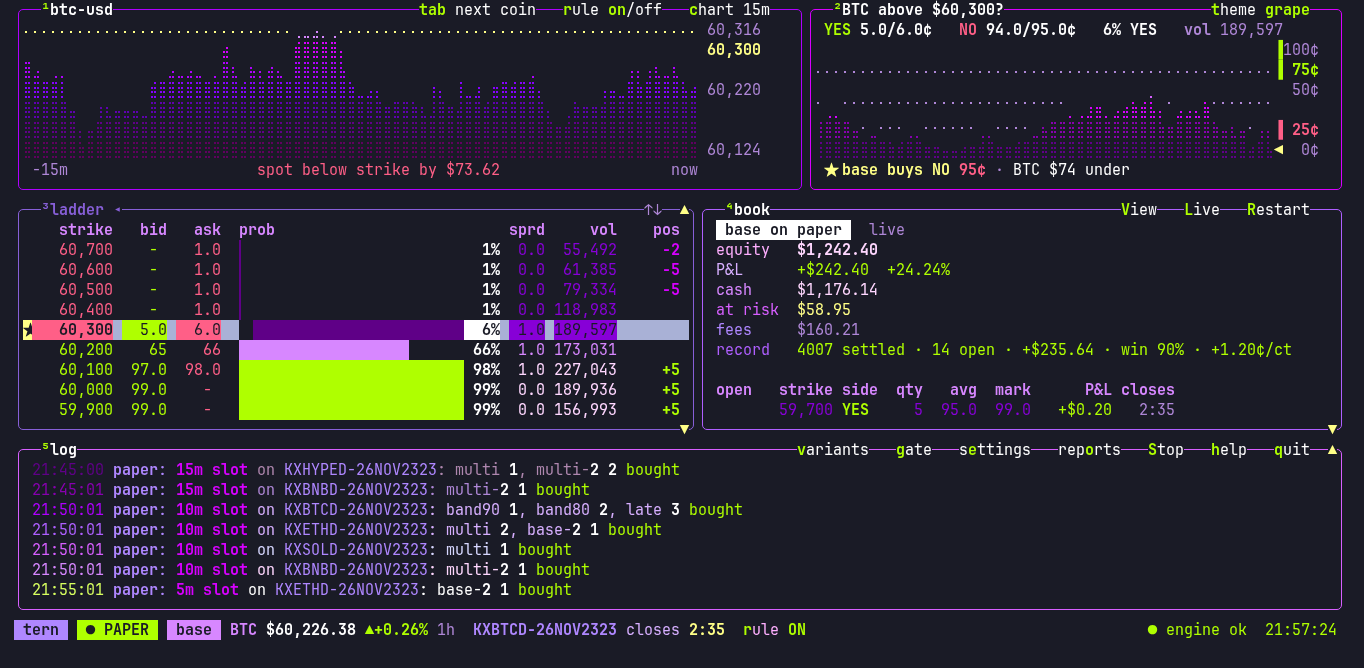 ¹btc-usd tab next coin rule on/off chart 15m
60,316
60,300
60,220
60,124
-15m spot below strike by $73.62 now
²BTC above $60,300? theme grape
YES 5.0/6.0¢ NO 94.0/95.0¢ 6% YES vol 189,597
100¢
75¢
50¢
25¢
0¢
★base buys NO 95¢ · BTC $74 under
³ladder ◂ ↑↓ ▲
strike bid ask prob sprd vol pos
60,700 - 1.0 1% 0.0 55,492 -2
60,600 - 1.0 1% 0.0 61,385 -5
60,500 - 1.0 1% 0.0 79,334 -5
60,400 - 1.0 1% 0.0 118,983
★ 60,300 5.0 6.0 6% 1.0 189,597
60,200 65 66 66% 1.0 173,031
60,100 97.0 98.0 98% 1.0 227,043 +5
60,000 99.0 - 99% 0.0 189,936 +5
59,900 99.0 - 99% 0.0 156,993 +5
▼
⁴book View Live Restart
base on paper live
equity $1,242.40
P&L +$242.40 +24.24%
cash $1,176.14
at risk $58.95
fees $160.21
record 4007 settled · 14 open · +$235.64 · win 90% · +1.20¢/ct
open strike side qty avg mark P&L closes
59,700 YES 5 95.0 99.0 +$0.20 2:35
▼
⁵log variants gate settings reports Stop help quit ▲
21:45:00 paper: 15m slot on KXHYPED-26NOV2323: multi 1, multi-2 2 bought
21:45:01 paper: 15m slot on KXBNBD-26NOV2323: multi-2 1 bought
21:50:01 paper: 10m slot on KXBTCD-26NOV2323: band90 1, band80 2, late 3 bought
21:50:01 paper: 10m slot on KXETHD-26NOV2323: multi 2, base-2 1 bought
21:50:01 paper: 10m slot on KXSOLD-26NOV2323: multi 1 bought
21:50:01 paper: 10m slot on KXBNBD-26NOV2323: multi-2 1 bought
21:55:01 paper: 5m slot on KXETHD-26NOV2323: base-2 1 bought
tern ● PAPER base BTC $60,226.38 ▲+0.26% 1h KXBTCD-26NOV2323 closes 2:35 rule ON ● engine ok 21:57:24